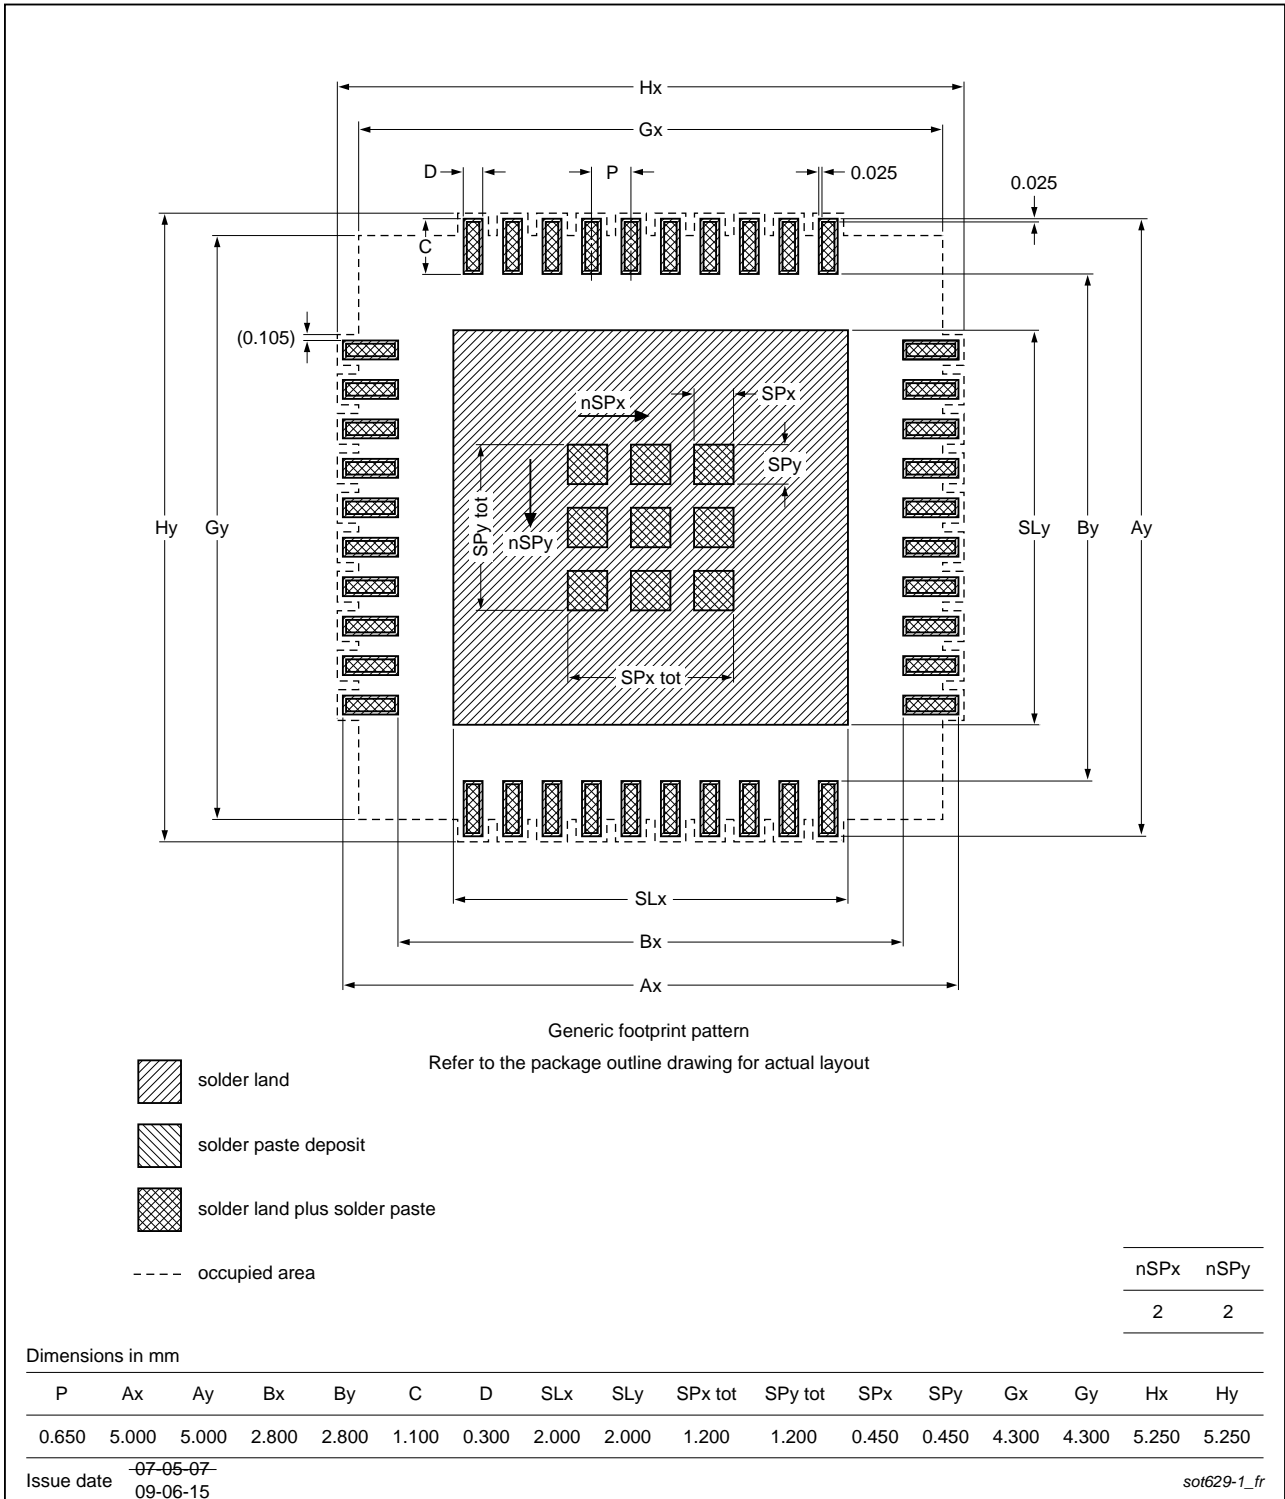 Hx
Gx
D
P
0.025
0.025
C
(0.105)
nSPx
SPx
SPy
SPy tot
nSPy
SPx tot
Hy
Gy
SLy
By
Ay
SLx
Bx
Ax
Generic footprint pattern
Refer to the package outline drawing for actual layout
solder land
solder paste deposit
solder land plus solder paste
occupied area
nSPx nSPy
2 2
Dimensions in mm
P Ax Ay Bx By C D SLx SLy SPx tot SPy tot SPx SPy Gx Gy Hx Hy
0.650 5.000 5.000 2.800 2.800 1.100 0.300 2.000 2.000 1.200 1.200 0.450 0.450 4.300 4.300 5.250 5.250
Issue date 07-05-07
09-06-15
sot629-1_fr